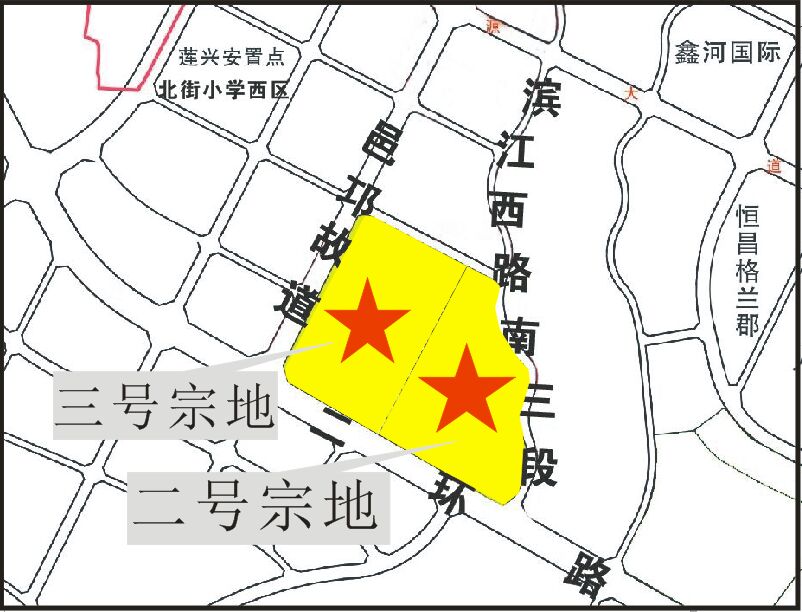 源
大
道
莲兴安置点
北街小学西区
鑫河国际
滨江西路南三段
邑邛故道
恒昌格兰郡
三号宗地
二号宗地
二环路